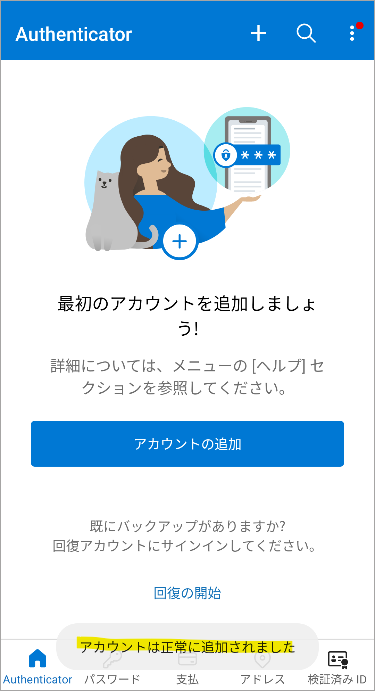 Authenticator
* * *
最初のアカウントを追加しましょ
う!
詳細については、メニューの [ヘルプ] セ
クションを参照してください。
アカウントの追加
既にバックアップがありますか?
回復アカウントにサインインしてください。
回復の開始
アカウントは正常に追加されました
Authenticator
パスワード
支払
アドレス
検証済み ID